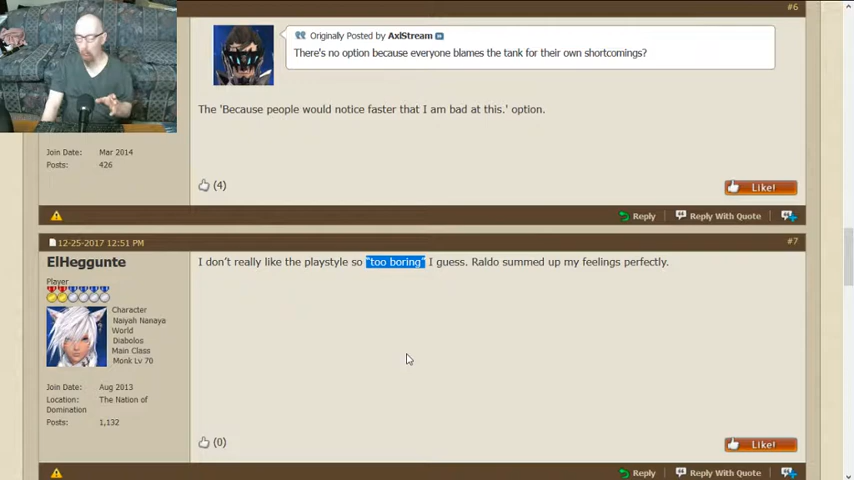 #6
Originally Posted by AxlStream
There's no option because everyone blames the tank for their own shortcomings?
The 'Because people would notice faster that I am bad at this.' option.
Join Date: Mar 2014
Posts: 426
(4)
Like!
Reply
Reply With Quote
12-25-2017 12:51 PM
#7
ElHeggunte
Player
Character
Naiyah Nanaya
World
Diabolos
Main Class
Monk Lv 70
Join Date: Aug 2013
Location: The Nation of
Domination
Posts: 1,132
I don't really like the playstyle so "too boring" I guess. Raldo summed up my feelings perfectly.
(0)
Like!
Reply
Reply With Quote